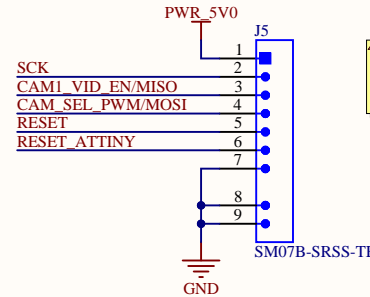 PWR_5V0
J5
1
SCK 2
CAM1_VID_EN/MISO 3
CAM_SEL_PWM/MOSI 4
RESET 5
RESET_ATTINY 6
7
8
9
SM07B-SRSS-T
GND